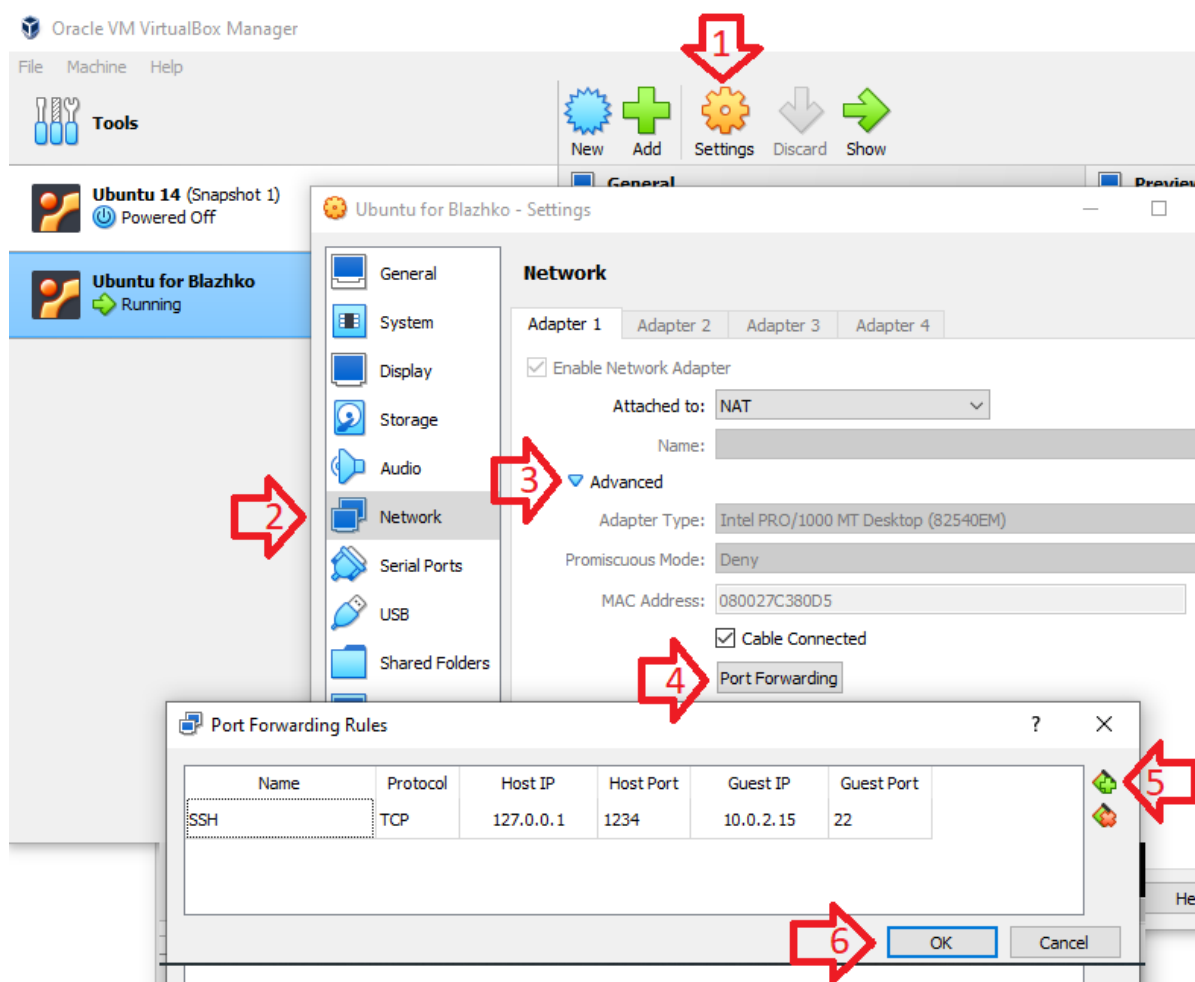 Oracle VM VirtualBox Manager
1
File Machine Help
Tools
New Add Settings Discard Show
General Preview
Ubuntu 14 (Snapshot 1)
Powered Off
Ubuntu for Blazhko - Settings
Ubuntu for Blazhko
Running
General
System
Display
Storage
Audio
2 Network
Serial Ports
USB
Shared Folders
Network
Adapter 1 Adapter 2 Adapter 3 Adapter 4
Enable Network Adapter
Attached to: NAT
Name:
3 Advanced
Adapter Type: Intel PRO/1000 MT Desktop (82540EM)
Promiscuous Mode: Deny
MAC Address: 080027C380D5
Cable Connected
4 Port Forwarding
Port Forwarding Rules ?
Name Protocol Host IP Host Port Guest IP Guest Port 5
SSH TCP 127.0.0.1 1234 10.0.2.15 22
He
6 OK Cancel